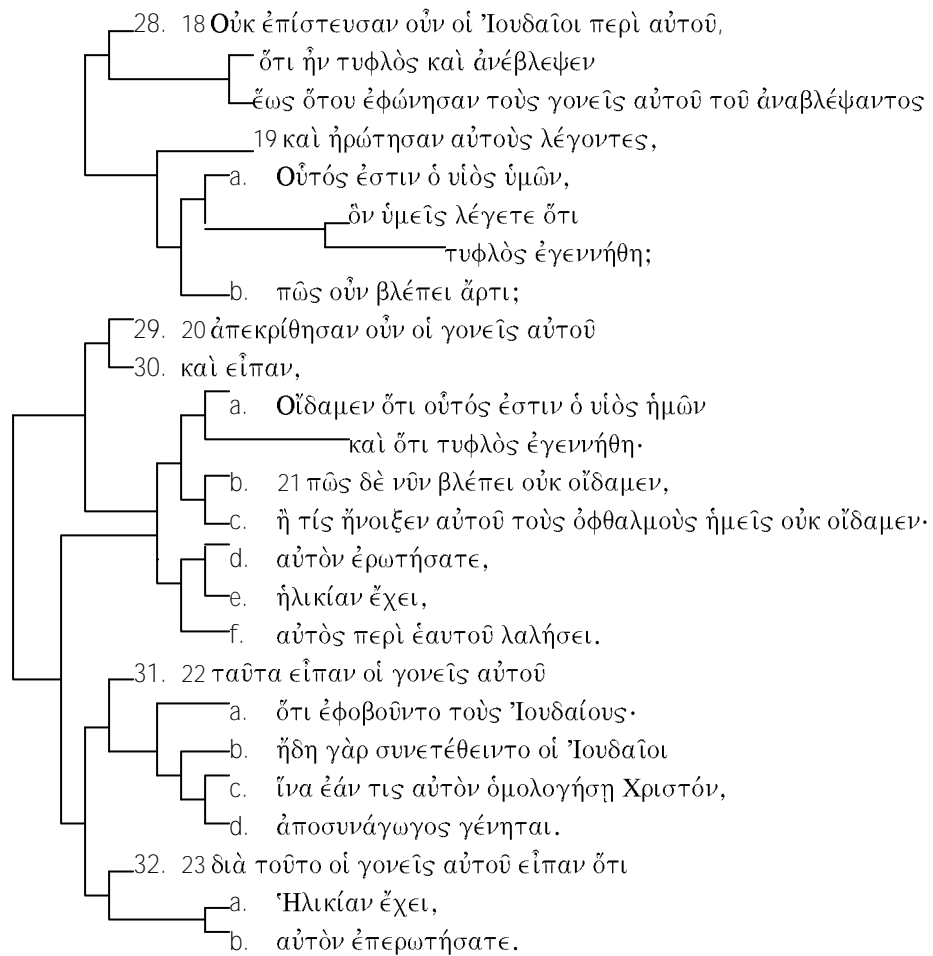 28. 18 Οὐκ ἐπίστευσαν οὖν οἱ Ἰουδαῖοι περὶ αὐτοῦ,
ὅτι ἦν τυφλὸς καὶ ἀνέβλεψεν
ἕως ὅτου ἐφώνησαν τοὺς γονεῖς αὐτοῦ τοῦ ἀναβλέψαντος
19 καὶ ἠρώτησαν αὐτοὺς λέγοντες,
a. Οὗτός ἐστιν ὁ υἱὸς ὑμῶν,
ὃν ὑμεῖς λέγετε ὅτι
τυφλὸς ἐγεννήθη;
b. πῶς οὖν βλέπει ἄρτι;
29. 20 ἀπεκρίθησαν οὖν οἱ γονεῖς αὐτοῦ
30. καὶ εἶπαν,
a. Οἴδαμεν ὅτι οὗτός ἐστιν ὁ υἱὸς ἡμῶν
καὶ ὅτι τυφλὸς ἐγεννήθη·
b. 21 πῶς δὲ νῦν βλέπει οὐκ οἴδαμεν,
c. ἢ τίς ἤνοιξεν αὐτοῦ τοὺς ὀφθαλμοὺς ἡμεῖς οὐκ οἴδαμεν·
d. αὐτὸν ἐρωτήσατε,
e. ἡλικίαν ἔχει,
f. αὐτὸς περὶ ἑαυτοῦ λαλήσει.
31. 22 ταῦτα εἶπαν οἱ γονεῖς αὐτοῦ
a. ὅτι ἐφοβοῦντο τοὺς Ἰουδαίους·
b. ἤδη γὰρ συνετέθειντο οἱ Ἰουδαῖοι
c. ἵνα ἐάν τις αὐτὸν ὁμολογήσῃ Χριστόν,
d. ἀποσυνάγωγος γένηται.
32. 23 διὰ τοῦτο οἱ γονεῖς αὐτοῦ εἶπαν ὅτι
a. Ἡλικίαν ἔχει,
b. αὐτὸν ἐπερωτήσατε.